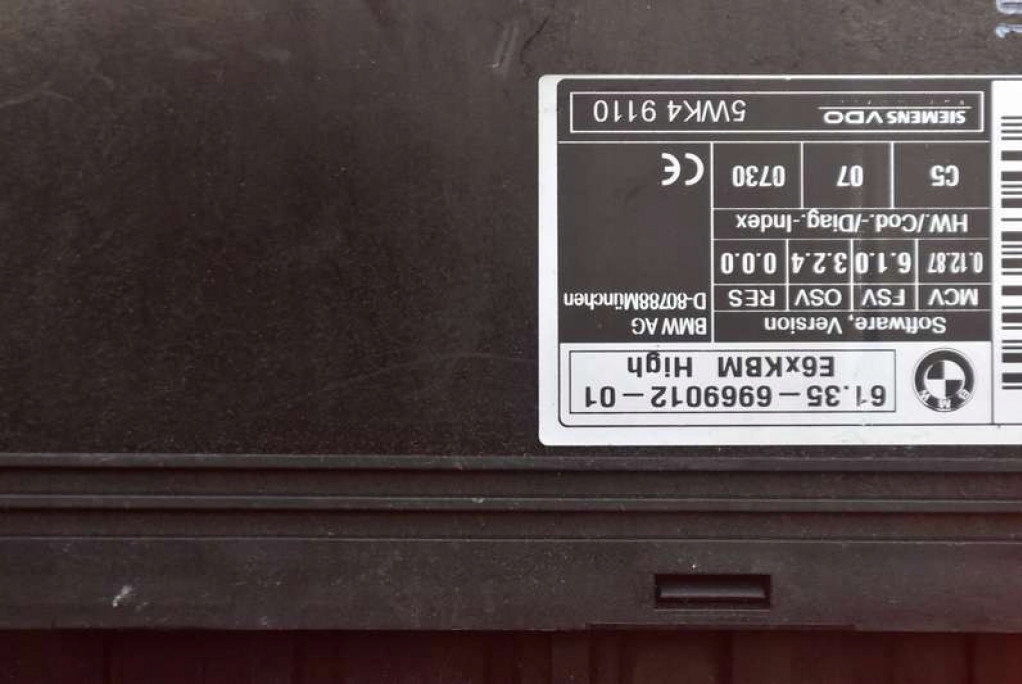 61.35-6969012-01
E6xKBM High
BMW
Software, Version
MCV FSV OSV RES
0.12.87 6.1.0 3.2.4 0.0.0
HW./Cod.-/Diag.-Index
C5 07 0730
BMW AG
D-80788München
CE
SIEMENS VDO 5WK4 9110